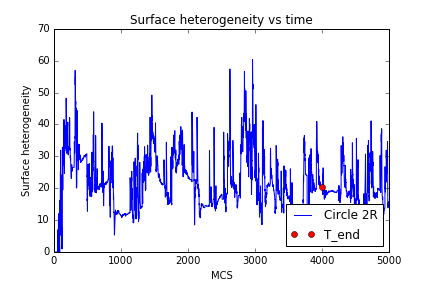 Surface heterogeneity vs time
70
60
50
40
30
20
10
0
Surface heterogeneity
0 1000 2000 3000 4000 5000
MCS
Circle 2R
T_end